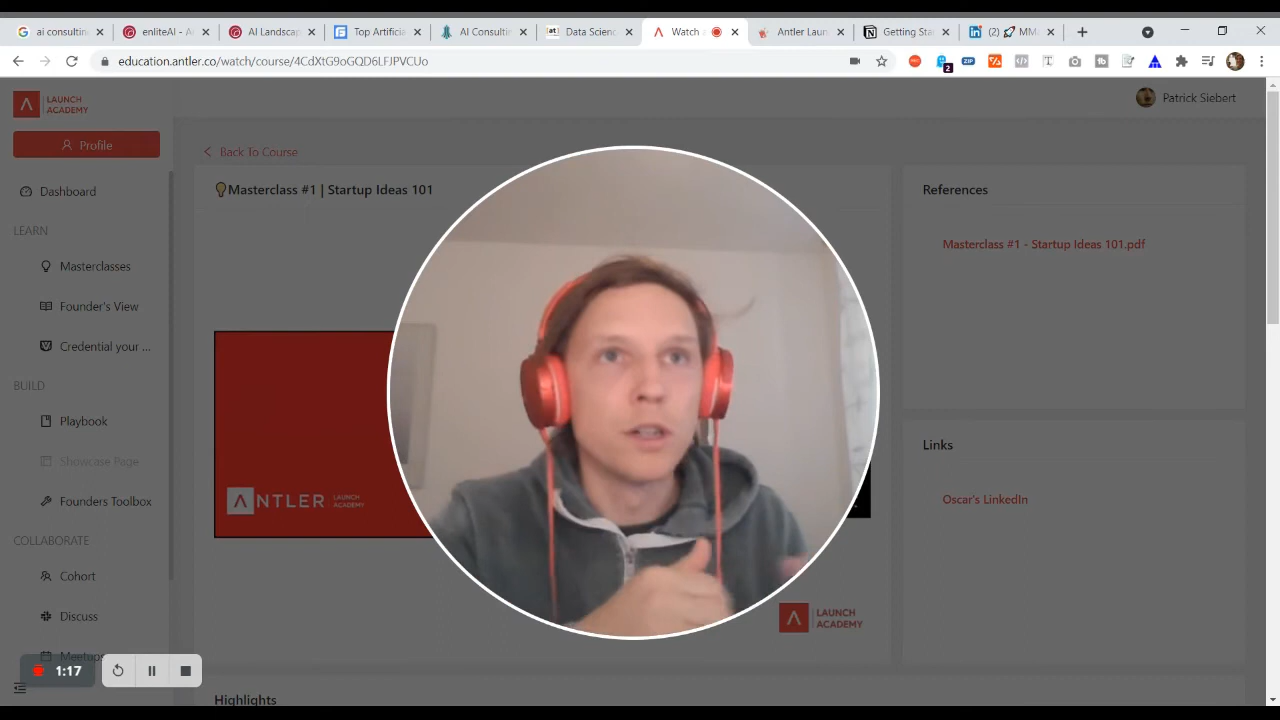 ai consultin
enliteAI - A
AI Landscap
Top Artificia
AI Consultin
Data Scienc
Watch
Antler Laun
Getting Sta
(2) 🚀 MM
education.antler.co/watch/course/4CdXtG9oGQD6LFJPVCUo
2
ZIP
LAUNCH
ACADEMY
Patrick Siebert
Profile
Back To Course
Dashboard
💡Masterclass #1 | Startup Ideas 101
References
LEARN
Masterclass #1 - Startup Ideas 101.pdf
Masterclasses
Founder's View
Credential your ...
BUILD
Playbook
Links
Showcase Page
Founders Toolbox
Oscar's LinkedIn
ANTLER LAUNCH
ACADEMY
COLLABORATE
Cohort
Discuss
LAUNCH
ACADEMY
Meetups
1:17
Highlights